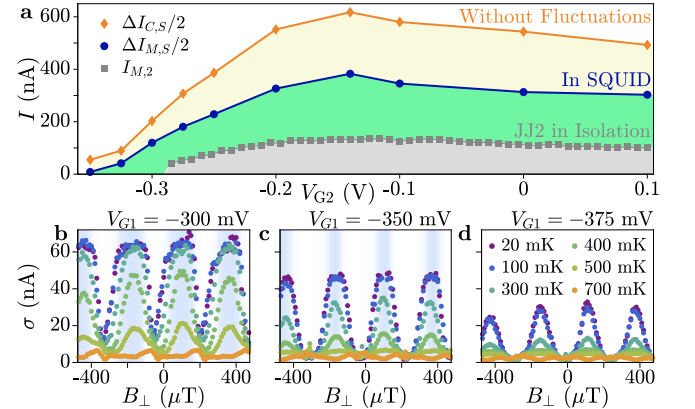 a
600
400
200
0
I (nA)
ΔI_{C,S}/2
ΔI_{M,S}/2
I_{M,2}
Without Fluctuations
In SQUID
JJ2 in Isolation
-0.3
-0.2
-0.1
0
0.1
V_{G2} (V)
b
V_{G1} = −300 mV
60
40
20
0
σ (nA)
-400
0
400
B_⊥ (μT)
c
V_{G1} = −350 mV
-400
0
400
B_⊥ (μT)
d
V_{G1} = −375 mV
20 mK
100 mK
300 mK
400 mK
500 mK
700 mK
-400
0
400
B_⊥ (μT)